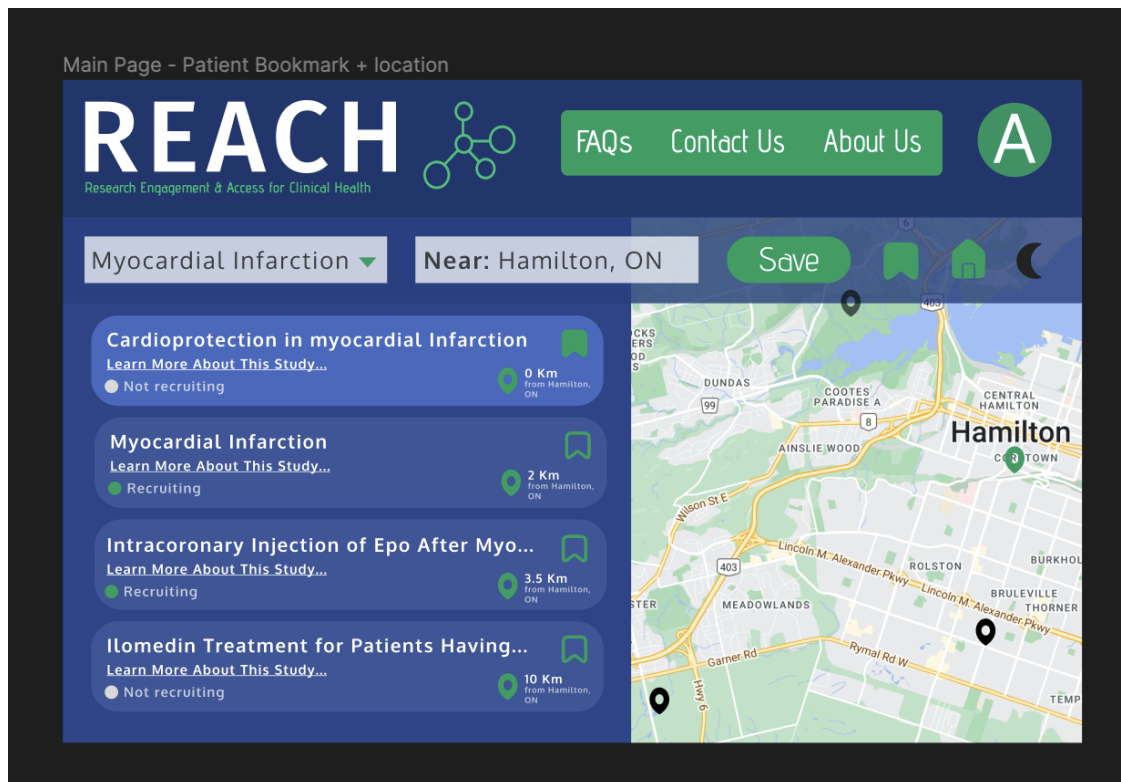 Main Page - Patient Bookmark + location
REACH
Research Engagement & Access for Clinical Health
FAQs Contact Us About Us
A
Myocardial Infarction
Near: Hamilton, ON
Save
Cardioprotection in myocardial Infarction
Learn More About This Study...
Not recruiting
0 Km
from Hamilton,
ON
Myocardial Infarction
Learn More About This Study...
Recruiting
2 Km
from Hamilton,
ON
Intracoronary Injection of Epo After Myo...
Learn More About This Study...
Recruiting
3.5 Km
from Hamilton,
ON
Ilomedin Treatment for Patients Having...
Learn More About This Study...
Not recruiting
10 Km
from Hamilton,
ON
6
403
DUNDAS
99
COOTES
PARADISE A
8
CENTRAL
HAMILTON
Hamilton
AINSLIE WOOD
Wilson St E
403
Lincoln M. Alexander Pkwy
ROLSTON
BURKHOL
BRULEVILLE
THORNER
Lincoln M. Alexander Pkwy
MEADOWLANDS
STER
Garner Rd
Rymal Rd W
Hwy 6
TEMP